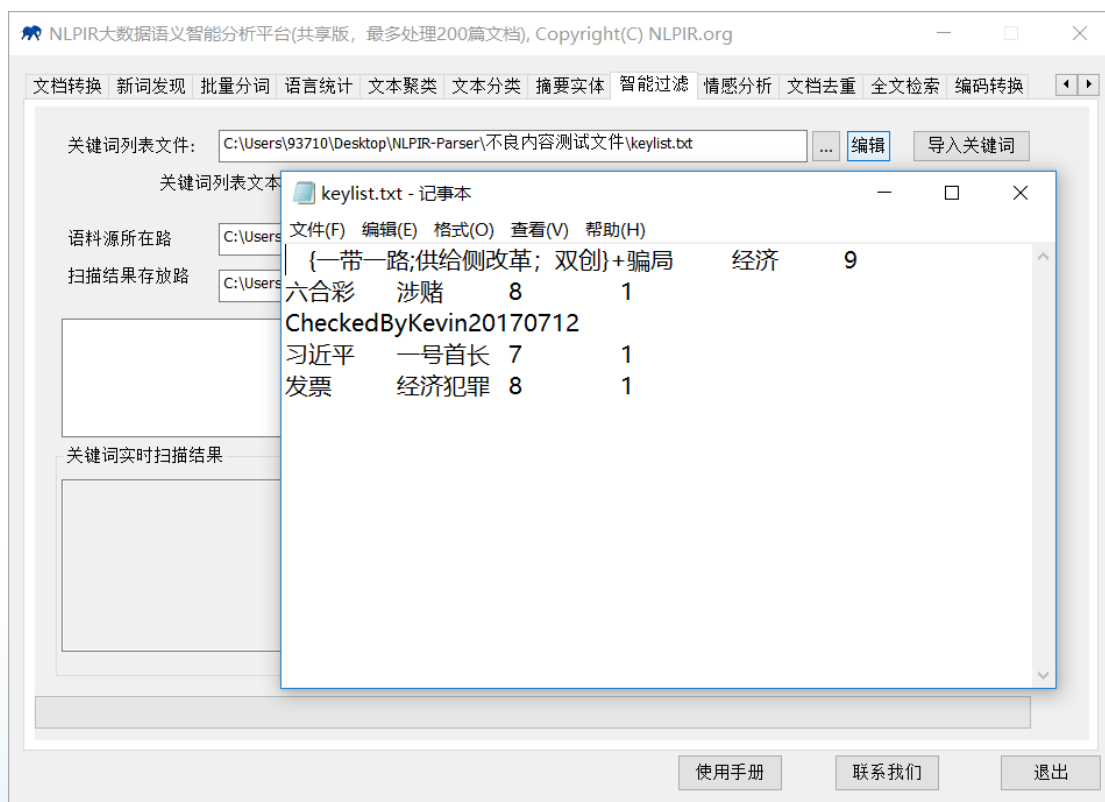 NLPIR大数据语义智能分析平台(共享版，最多处理200篇文档), Copyright(C) NLPIR.org
文档转换 新词发现 批量分词 语言统计 文本聚类 文本分类 摘要实体 智能过滤 情感分析 文档去重 全文检索 编码转换
关键词列表文件: C:\Users\93710\Desktop\NLPIR-Parser\不良内容测试文件\keylist.txt ... 编辑 导入关键词
关键词列表文本
keylist.txt - 记事本
文件(F) 编辑(E) 格式(O) 查看(V) 帮助(H)
{一带一路;供给侧改革；双创}+骗局 经济 9
六合彩 涉赌 8 1
CheckedByKevin20170712
习近平 一号首长 7 1
发票 经济犯罪 8 1
语料源所在路 C:\Users
扫描结果存放路 C:\Users
关键词实时扫描结果
使用手册 联系我们 退出